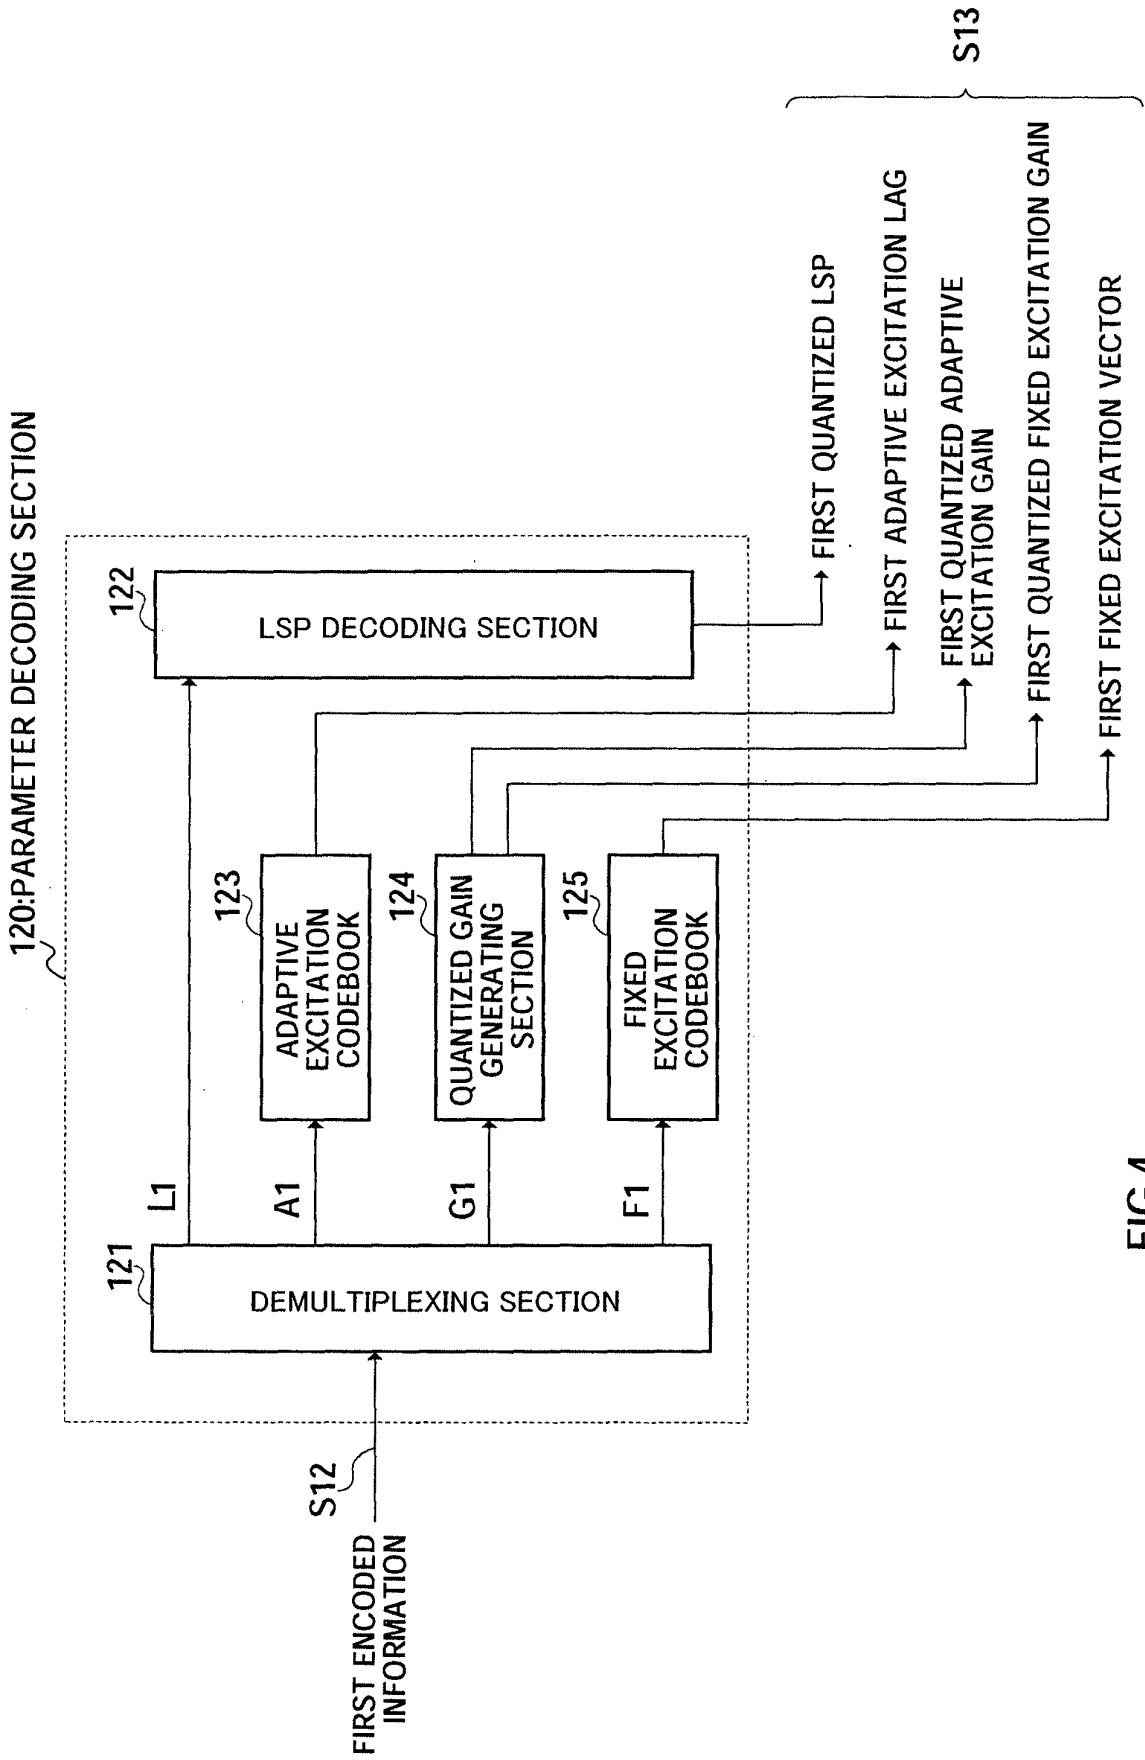 120:PARAMETER DECODING SECTION
FIRST ENCODED
INFORMATION
S12
121
DEMULTIPLEXING SECTION
L1
A1
G1
F1
122
LSP DECODING SECTION
123
ADAPTIVE
EXCITATION
CODEBOOK
124
QUANTIZED GAIN
GENERATING
SECTION
125
FIXED
EXCITATION
CODEBOOK
FIRST QUANTIZED LSP
FIRST ADAPTIVE EXCITATION LAG
FIRST QUANTIZED ADAPTIVE
EXCITATION GAIN
FIRST QUANTIZED FIXED EXCITATION GAIN
FIRST FIXED EXCITATION VECTOR
S13
FIG.4